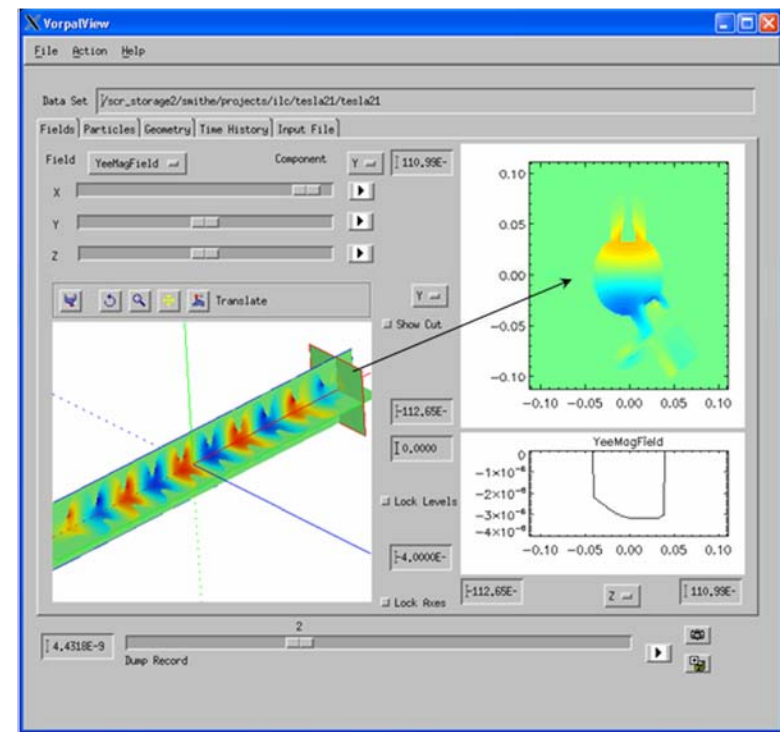 VorpalView
File Action Help
Data Set /scr_storage2/smithe/projects/ilc/tesla21/tesla21
Fields Particles Geometry Time History Input File
Field YeeMagField Component Y 110.99E-
X
Y
Z
Translate
Y
Show Cut
-112.65E-
0.0000
Lock Levels
-4.0000E-
Lock Axes
0.10
0.05
0.00
-0.05
-0.10
-0.10 -0.05 0.00 0.05 0.10
YeeMagField
0
-1×10⁻⁶
-2×10⁻⁶
-3×10⁻⁶
-4×10⁻⁶
-0.10 -0.05 0.00 0.05 0.10
-112.65E- Z 110.99E-
2
4.4318E-9
Dump Record